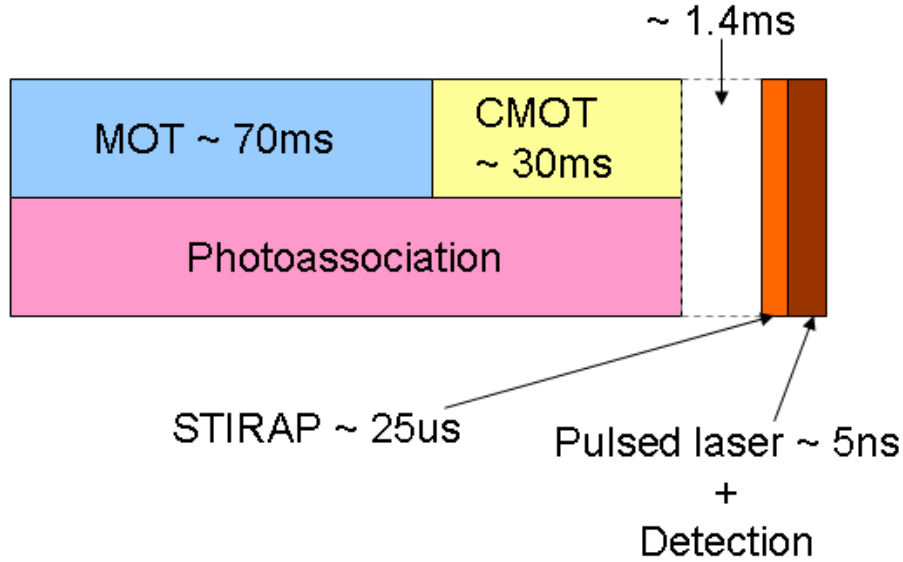 ~ 1.4ms
MOT ~ 70ms
CMOT
~ 30ms
Photoassociation
STIRAP ~ 25us
Pulsed laser ~ 5ns
+
Detection